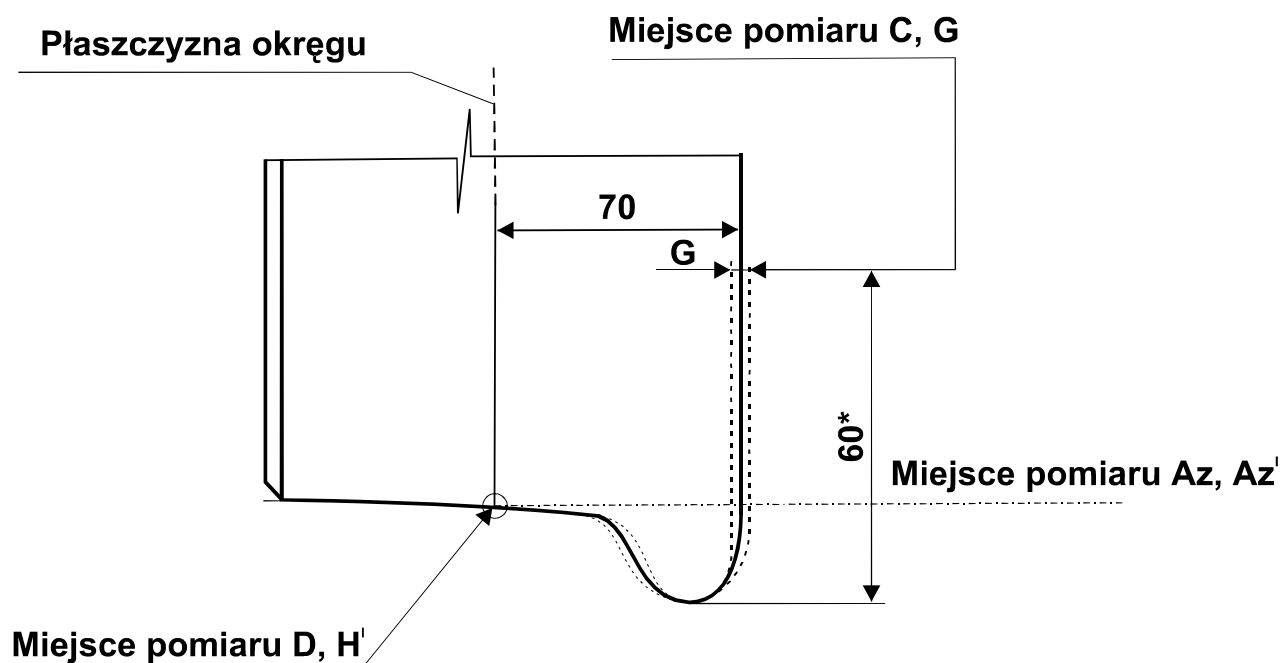 Płaszczyzna okręgu
Miejsce pomiaru C, G
70
G
60*
Miejsce pomiaru Az, Az'
Miejsce pomiaru D, H'